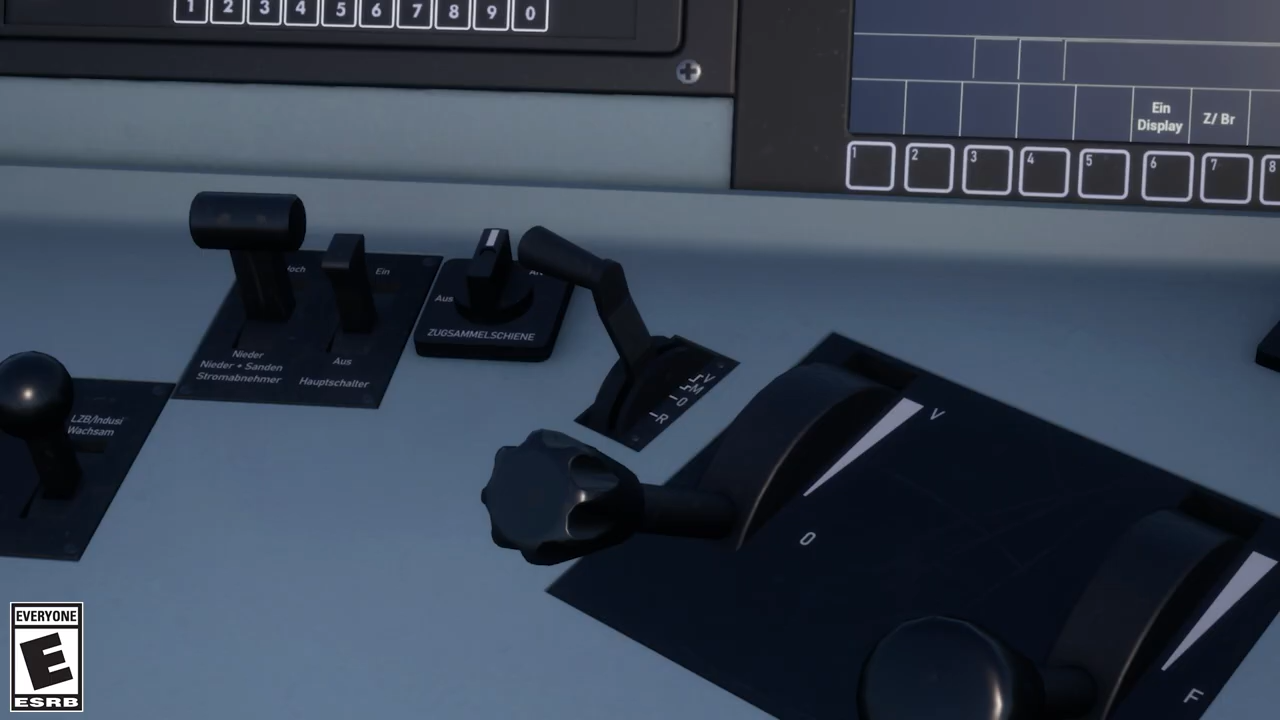 1 2 3 4 5 6 7 8 9 0
Ein
Display
Z/ Br
1 2 3 4 5 6 7 8
Ein
Aus
ZUGSAMMELSCHIENE
Nieder
Nieder + Sanden
Stromabnehmer
Aus
Hauptschalter
LZB/Indusi
Wachsam
V
M
0
R
V
0
F
EVERYONE
E
ESRB